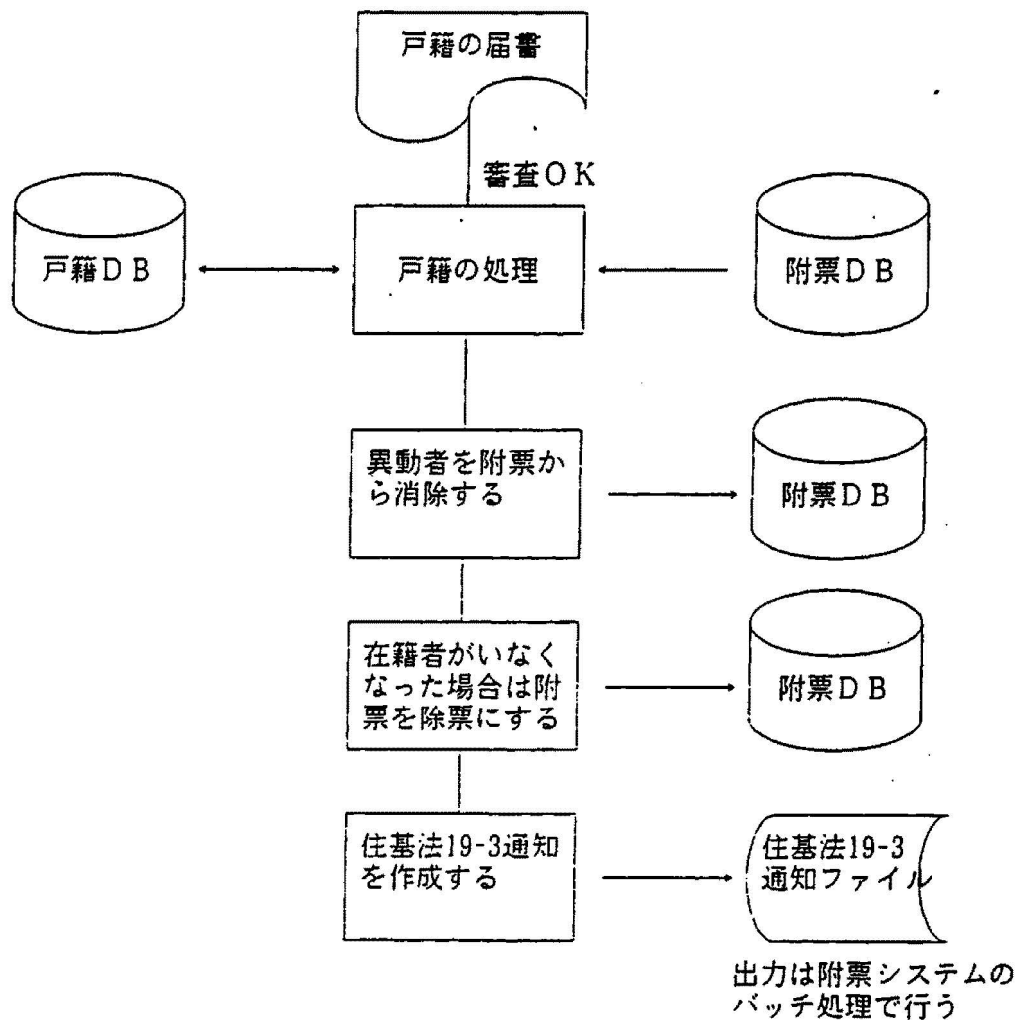 戸籍の届書
審査OK
戸籍DB
戸籍の処理
附票DB
異動者を附票か
ら消除する
附票DB
在籍者がいなく
なった場合は附
票を除票にする
附票DB
住基法19-3通知
を作成する
住基法19-3
通知ファイル
出力は附票システムの
バッチ処理で行う